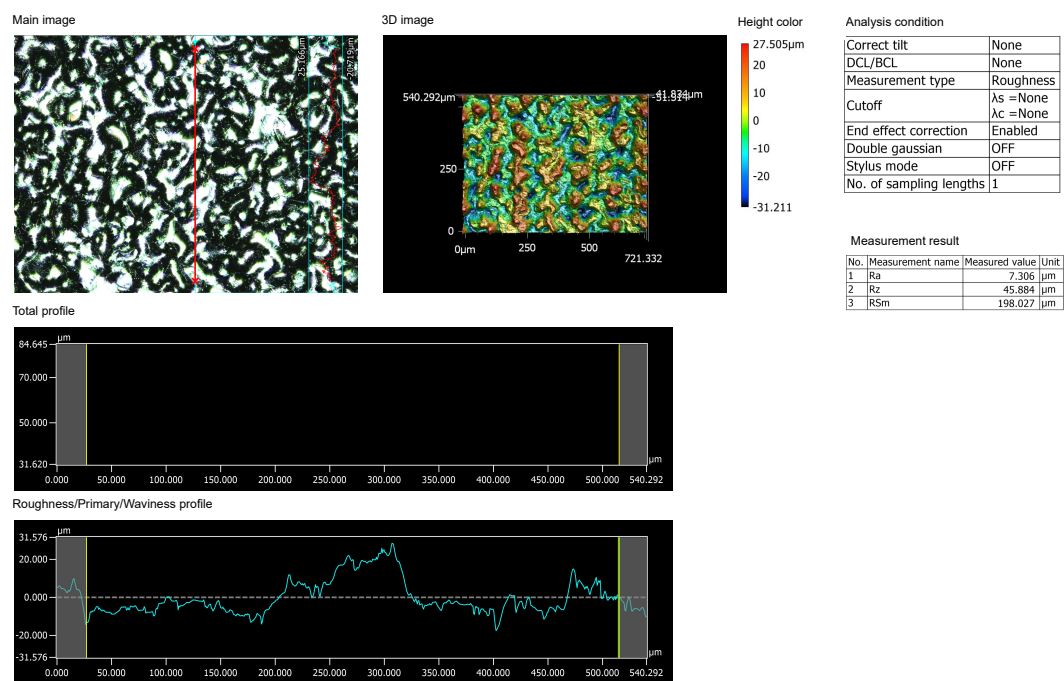 Main image
25.166µm
-20.719µm
3D image
540.292µm
250
0
0µm
250
500
721.332
Height color
27.505µm
20
10
0
-10
-20
-31.211
Analysis condition
Correct tilt None
DCL/BCL None
Measurement type Roughness
Cutoff λs =None
λc =None
End effect correction Enabled
Double gaussian OFF
Stylus mode OFF
No. of sampling lengths 1
Measurement result
No. Measurement name Measured value Unit
1 Ra 7.306 µm
2 Rz 45.884 µm
3 RSm 198.027 µm
Total profile
µm
84.645
70.000
50.000
31.620
µm
0.000 50.000 100.000 150.000 200.000 250.000 300.000 350.000 400.000 450.000 500.000 540.292
Roughness/Primary/Waviness profile
µm
31.576
20.000
0.000
-20.000
-31.576
µm
0.000 50.000 100.000 150.000 200.000 250.000 300.000 350.000 400.000 450.000 500.000 540.292